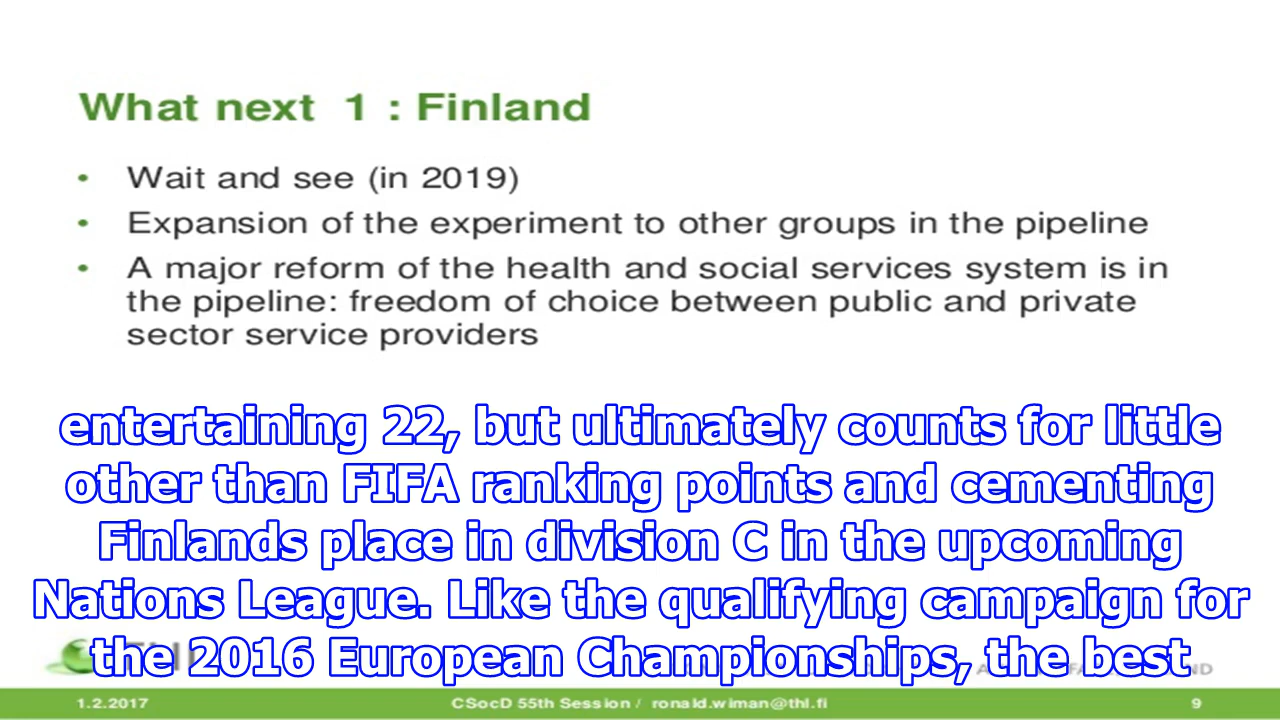 What next 1 : Finland
• Wait and see (in 2019)
• Expansion of the experiment to other groups in the pipeline
• A major reform of the health and social services system is in
the pipeline: freedom of choice between public and private
sector service providers
entertaining 22, but ultimately counts for little
other than FIFA ranking points and cementing
Finlands place in division C in the upcoming
Nations League. Like the qualifying campaign for
the 2016 European Championships, the best
1.2.2017
CSocD 55th Session / ronald.wiman@thl.fi
9